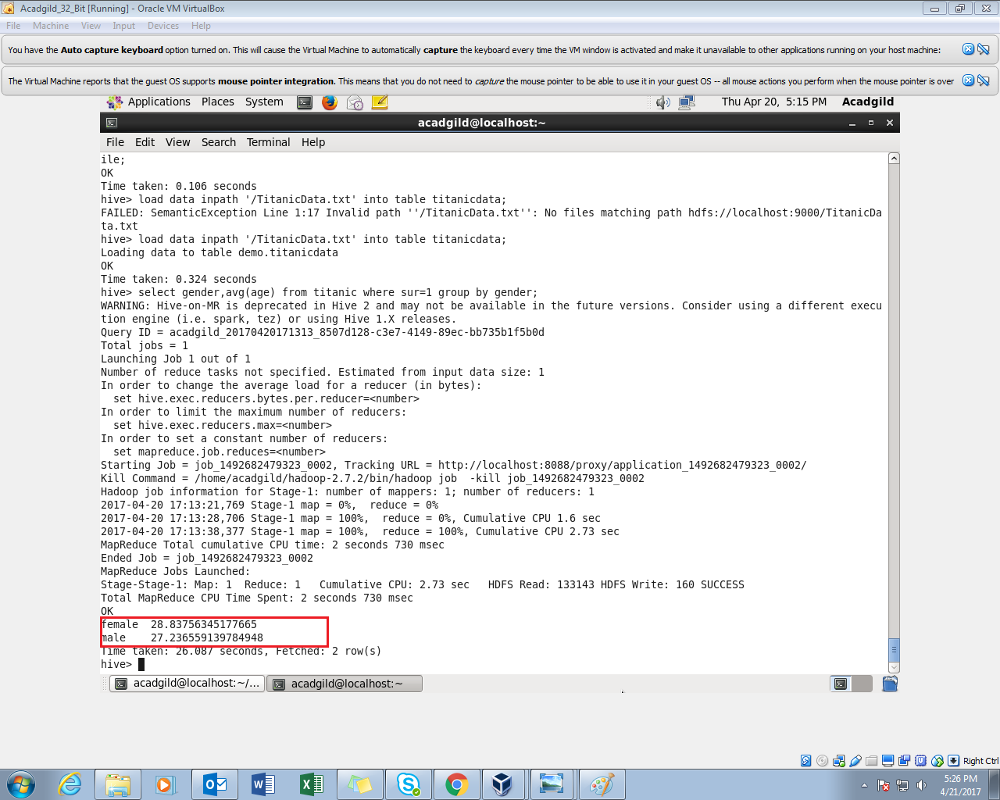 Acadgild_32_Bit [Running] - Oracle VM VirtualBox
File Machine View Input Devices Help
You have the Auto capture keyboard option turned on. This will cause the Virtual Machine to automatically capture the keyboard every time the VM window is activated and make it unavailable to other applications running on your host machine:
The Virtual Machine reports that the guest OS supports mouse pointer integration. This means that you do not need to capture the mouse pointer to be able to use it in your guest OS -- all mouse actions you perform when the mouse pointer is over
Applications Places System Thu Apr 20, 5:15 PM Acadgild
acadgild@localhost:~
File Edit View Search Terminal Help
ile;
OK
Time taken: 0.106 seconds
hive> load data inpath '/TitanicData.txt' into table titanicdata;
FAILED: SemanticException Line 1:17 Invalid path ''/TitanicData.txt'': No files matching path hdfs://localhost:9000/TitanicDa
ta.txt
hive> load data inpath '/TitanicData.txt' into table titanicdata;
Loading data to table demo.titanicdata
OK
Time taken: 0.324 seconds
hive> select gender,avg(age) from titanic where sur=1 group by gender;
WARNING: Hive-on-MR is deprecated in Hive 2 and may not be available in the future versions. Consider using a different execu
tion engine (i.e. spark, tez) or using Hive 1.X releases.
Query ID = acadgild_20170420171313_8507d128-c3e7-4149-89ec-bb735b1f5b0d
Total jobs = 1
Launching Job 1 out of 1
Number of reduce tasks not specified. Estimated from input data size: 1
In order to change the average load for a reducer (in bytes):
  set hive.exec.reducers.bytes.per.reducer=<number>
In order to limit the maximum number of reducers:
  set hive.exec.reducers.max=<number>
In order to set a constant number of reducers:
  set mapreduce.job.reduces=<number>
Starting Job = job_1492682479323_0002, Tracking URL = http://localhost:8088/proxy/application_1492682479323_0002/
Kill Command = /home/acadgild/hadoop-2.7.2/bin/hadoop job  -kill job_1492682479323_0002
Hadoop job information for Stage-1: number of mappers: 1; number of reducers: 1
2017-04-20 17:13:21,769 Stage-1 map = 0%,  reduce = 0%
2017-04-20 17:13:28,706 Stage-1 map = 100%,  reduce = 0%, Cumulative CPU 1.6 sec
2017-04-20 17:13:38,377 Stage-1 map = 100%,  reduce = 100%, Cumulative CPU 2.73 sec
MapReduce Total cumulative CPU time: 2 seconds 730 msec
Ended Job = job_1492682479323_0002
MapReduce Jobs Launched:
Stage-Stage-1: Map: 1  Reduce: 1   Cumulative CPU: 2.73 sec   HDFS Read: 133143 HDFS Write: 160 SUCCESS
Total MapReduce CPU Time Spent: 2 seconds 730 msec
OK
female  28.83756345177665
male    27.236559139784948
Time taken: 26.087 seconds, Fetched: 2 row(s)
hive>
acadgild@localhost:~/... acadgild@localhost:~
Right Ctrl
5:26 PM
4/21/2017